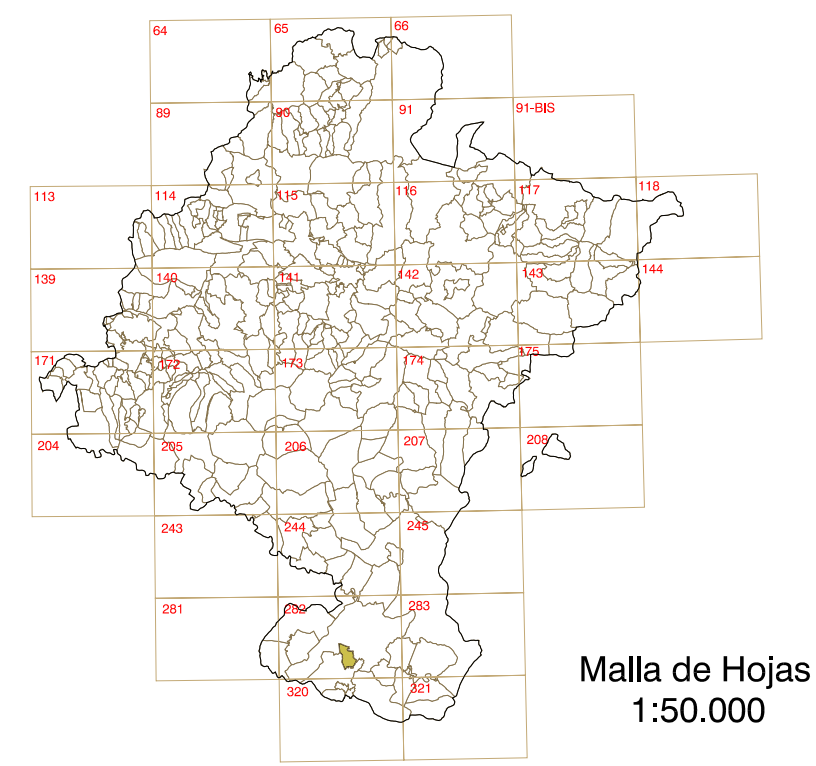 64 65 66
89 90 91 91-BIS
113 114 115 116 117 118
139 140 141 142 143 144
171 172 173 174 175
204 205 206 207 208
243 244 245
281 282 283
320 321
Malla de Hojas
1:50.000